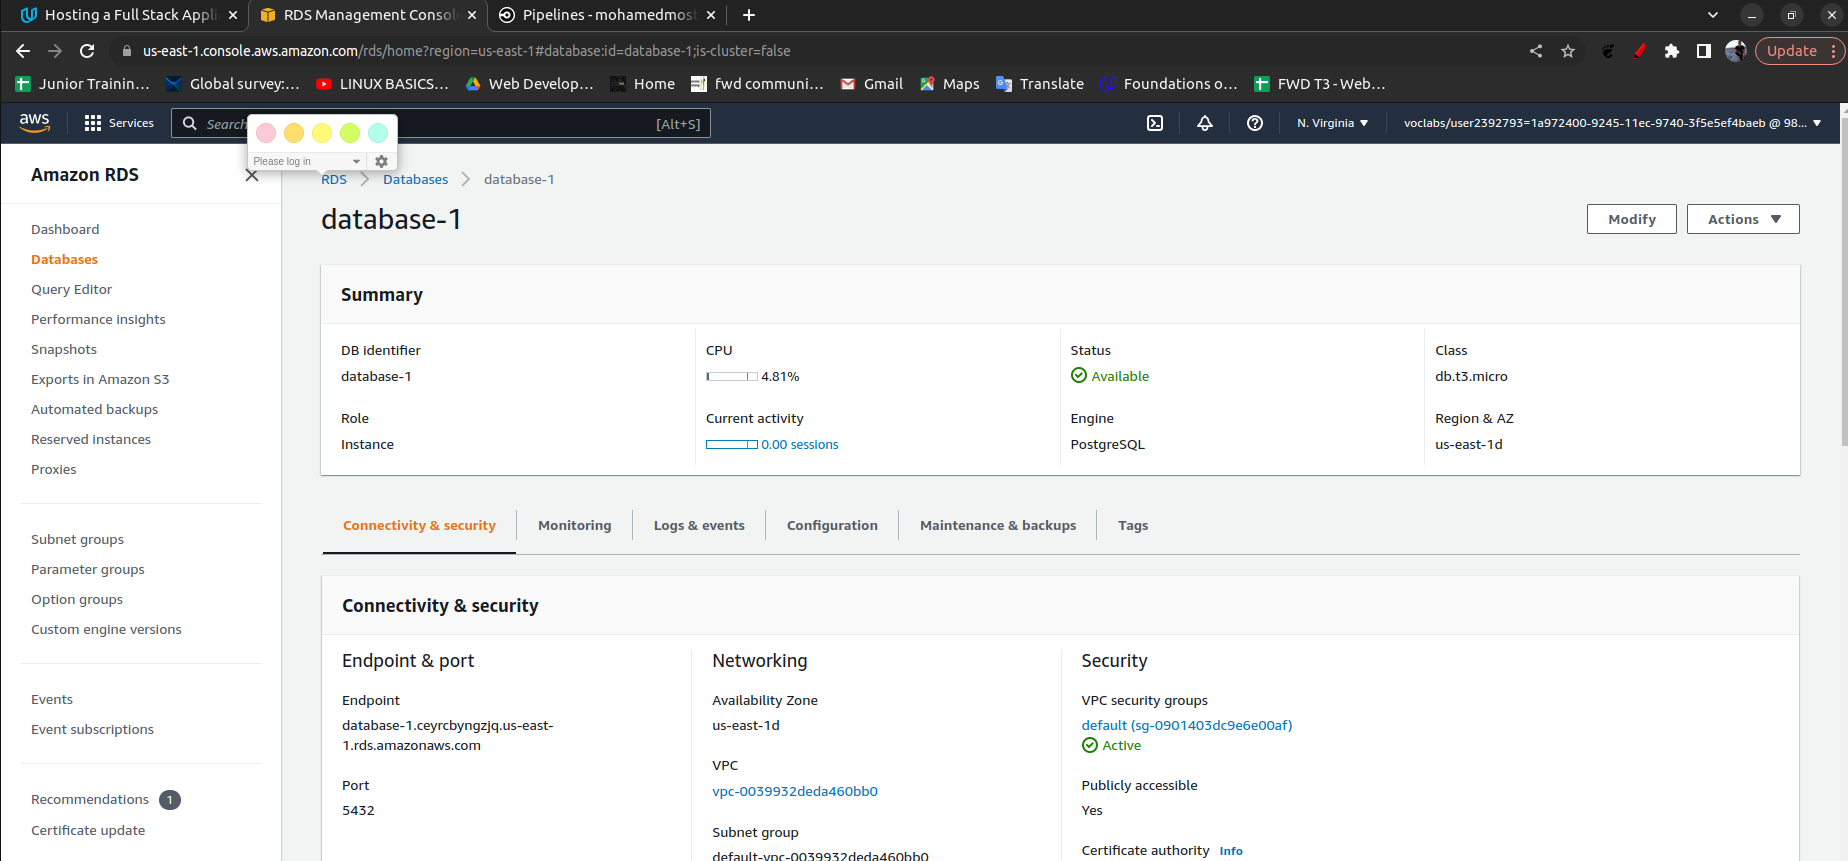 Hosting a Full Stack Appli
RDS Management Consol
Pipelines - mohamedmos
us-east-1.console.aws.amazon.com/rds/home?region=us-east-1#database:id=database-1;is-cluster=false
Update
Junior Trainin...
Global survey:...
LINUX BASICS...
Web Develop...
Home
fwd communi...
Gmail
Maps
Translate
Foundations o...
FWD T3 - Web...
aws
Services
Search
[Alt+S]
N. Virginia
voclabs/user2392793=1a972400-9245-11ec-9740-3f5e5ef4baeb @ 98...
Please log in
Amazon RDS
Dashboard
Databases
Query Editor
Performance insights
Snapshots
Exports in Amazon S3
Automated backups
Reserved instances
Proxies
Subnet groups
Parameter groups
Option groups
Custom engine versions
Events
Event subscriptions
Recommendations 1
Certificate update
RDS
Databases
database-1
database-1
Modify
Actions
Summary
DB identifier
database-1
CPU
4.81%
Status
Available
Class
db.t3.micro
Role
Instance
Current activity
0.00 sessions
Engine
PostgreSQL
Region & AZ
us-east-1d
Connectivity & security
Monitoring
Logs & events
Configuration
Maintenance & backups
Tags
Connectivity & security
Endpoint & port
Endpoint
database-1.ceyrcbyngzjq.us-east-
1.rds.amazonaws.com
Port
5432
Networking
Availability Zone
us-east-1d
VPC
vpc-0039932deda460bb0
Subnet group
default-vpc-0039932deda460bb0
Security
VPC security groups
default (sg-0901403dc9e6e00af)
Active
Publicly accessible
Yes
Certificate authority Info